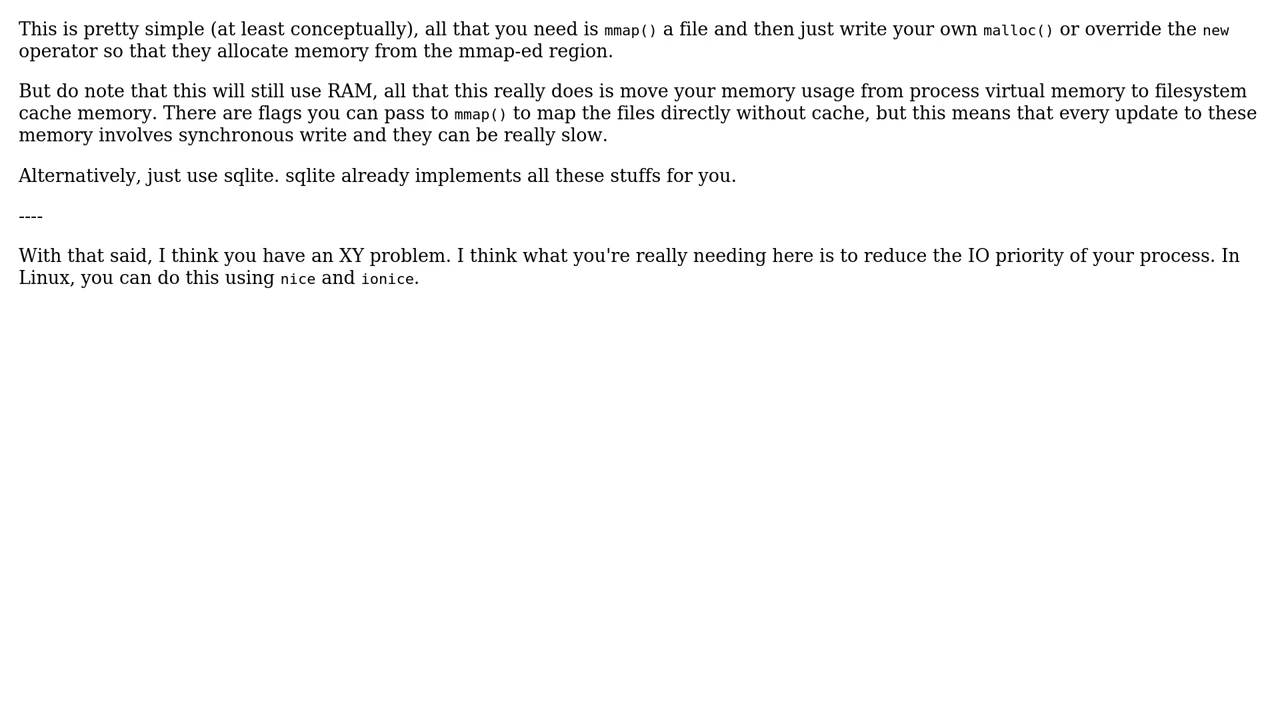 This is pretty simple (at least conceptually), all that you need is mmap() a file and then just write your own malloc() or override the new
operator so that they allocate memory from the mmap-ed region.
But do note that this will still use RAM, all that this really does is move your memory usage from process virtual memory to filesystem
cache memory. There are flags you can pass to mmap() to map the files directly without cache, but this means that every update to these
memory involves synchronous write and they can be really slow.
Alternatively, just use sqlite. sqlite already implements all these stuffs for you.
----
With that said, I think you have an XY problem. I think what you're really needing here is to reduce the IO priority of your process. In
Linux, you can do this using nice and ionice.